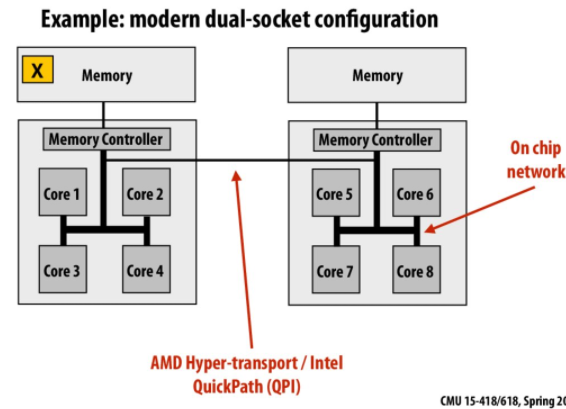 Example: modern dual-socket configuration
X
Memory
Memory
Memory Controller
Memory Controller
On chip
network
Core 1
Core 2
Core 5
Core 6
Core 3
Core 4
Core 7
Core 8
AMD Hyper-transport / Intel
QuickPath (QPI)
CMU 15-418/618, Spring 20